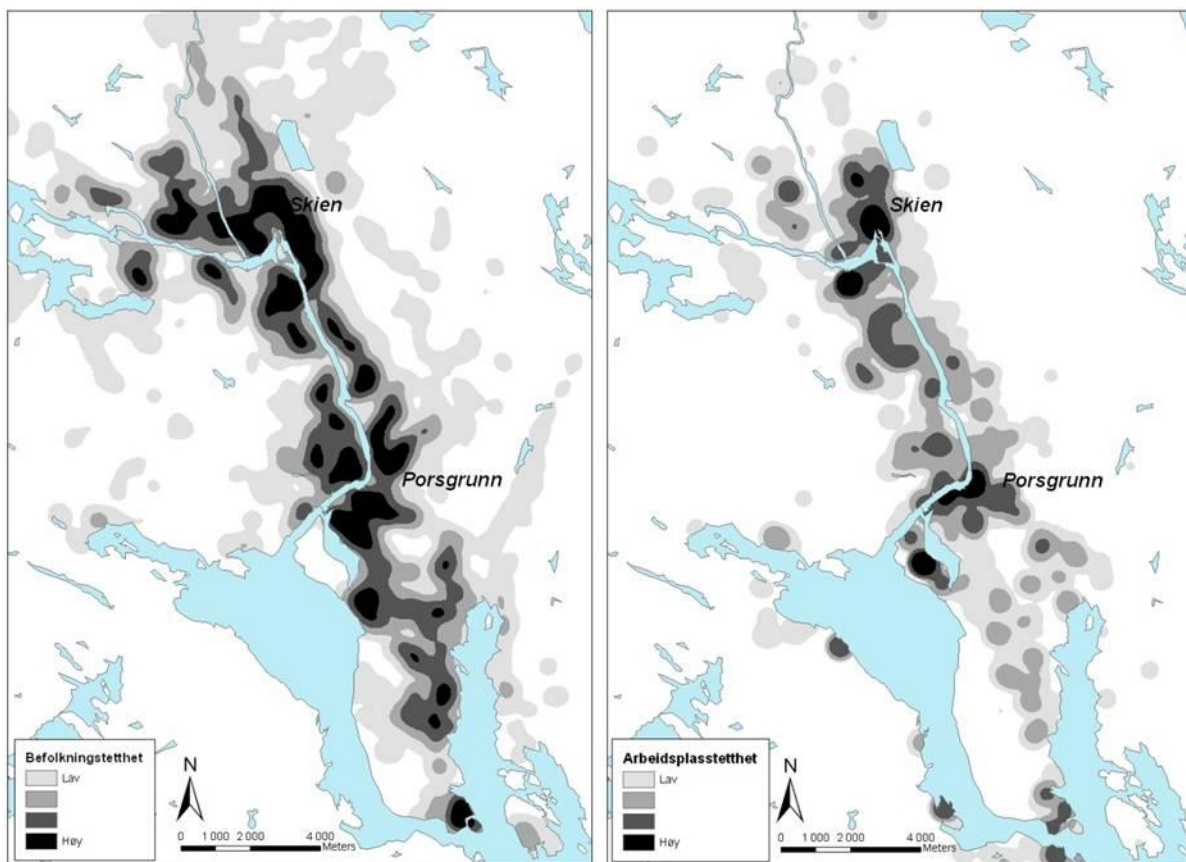 Skien
Porsgrunn
Befolkningstetthet
Lav
Høy
N
0 1 000 2 000 4 000
Meters
Skien
Porsgrunn
Arbeidsplasstetthet
Lav
Høy
N
0 1 000 2 000 4 000
Meters